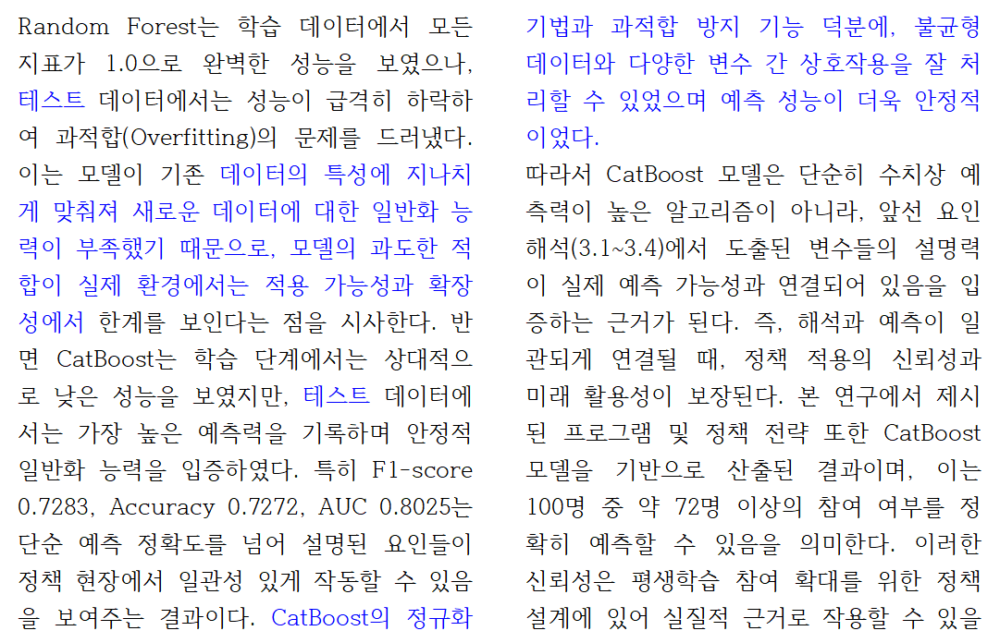 Random Forest는 학습 데이터에서 모든
지표가 1.0으로 완벽한 성능을 보였으나,
테스트 데이터에서는 성능이 급격히 하락하
여 과적합(Overfitting)의 문제를 드러냈다.
이는 모델이 기존 데이터의 특성에 지나치
게 맞춰져 새로운 데이터에 대한 일반화 능
력이 부족했기 때문으로, 모델의 과도한 적
합이 실제 환경에서는 적용 가능성과 확장
성에서 한계를 보인다는 점을 시사한다. 반
면 CatBoost는 학습 단계에서는 상대적으
로 낮은 성능을 보였지만, 테스트 데이터에
서는 가장 높은 예측력을 기록하며 안정적
일반화 능력을 입증하였다. 특히 F1-score
0.7283, Accuracy 0.7272, AUC 0.8025는
단순 예측 정확도를 넘어 설명된 요인들이
정책 현장에서 일관성 있게 작동할 수 있음
을 보여주는 결과이다. CatBoost의 정규화
기법과 과적합 방지 기능 덕분에, 불균형
데이터와 다양한 변수 간 상호작용을 잘 처
리할 수 있었으며 예측 성능이 더욱 안정적
이었다.
따라서 CatBoost 모델은 단순히 수치상 예
측력이 높은 알고리즘이 아니라, 앞선 요인
해석(3.1~3.4)에서 도출된 변수들의 설명력
이 실제 예측 가능성과 연결되어 있음을 입
증하는 근거가 된다. 즉, 해석과 예측이 일
관되게 연결될 때, 정책 적용의 신뢰성과
미래 활용성이 보장된다. 본 연구에서 제시
된 프로그램 및 정책 전략 또한 CatBoost
모델을 기반으로 산출된 결과이며, 이는
100명 중 약 72명 이상의 참여 여부를 정
확히 예측할 수 있음을 의미한다. 이러한
신뢰성은 평생학습 참여 확대를 위한 정책
설계에 있어 실질적 근거로 작용할 수 있을